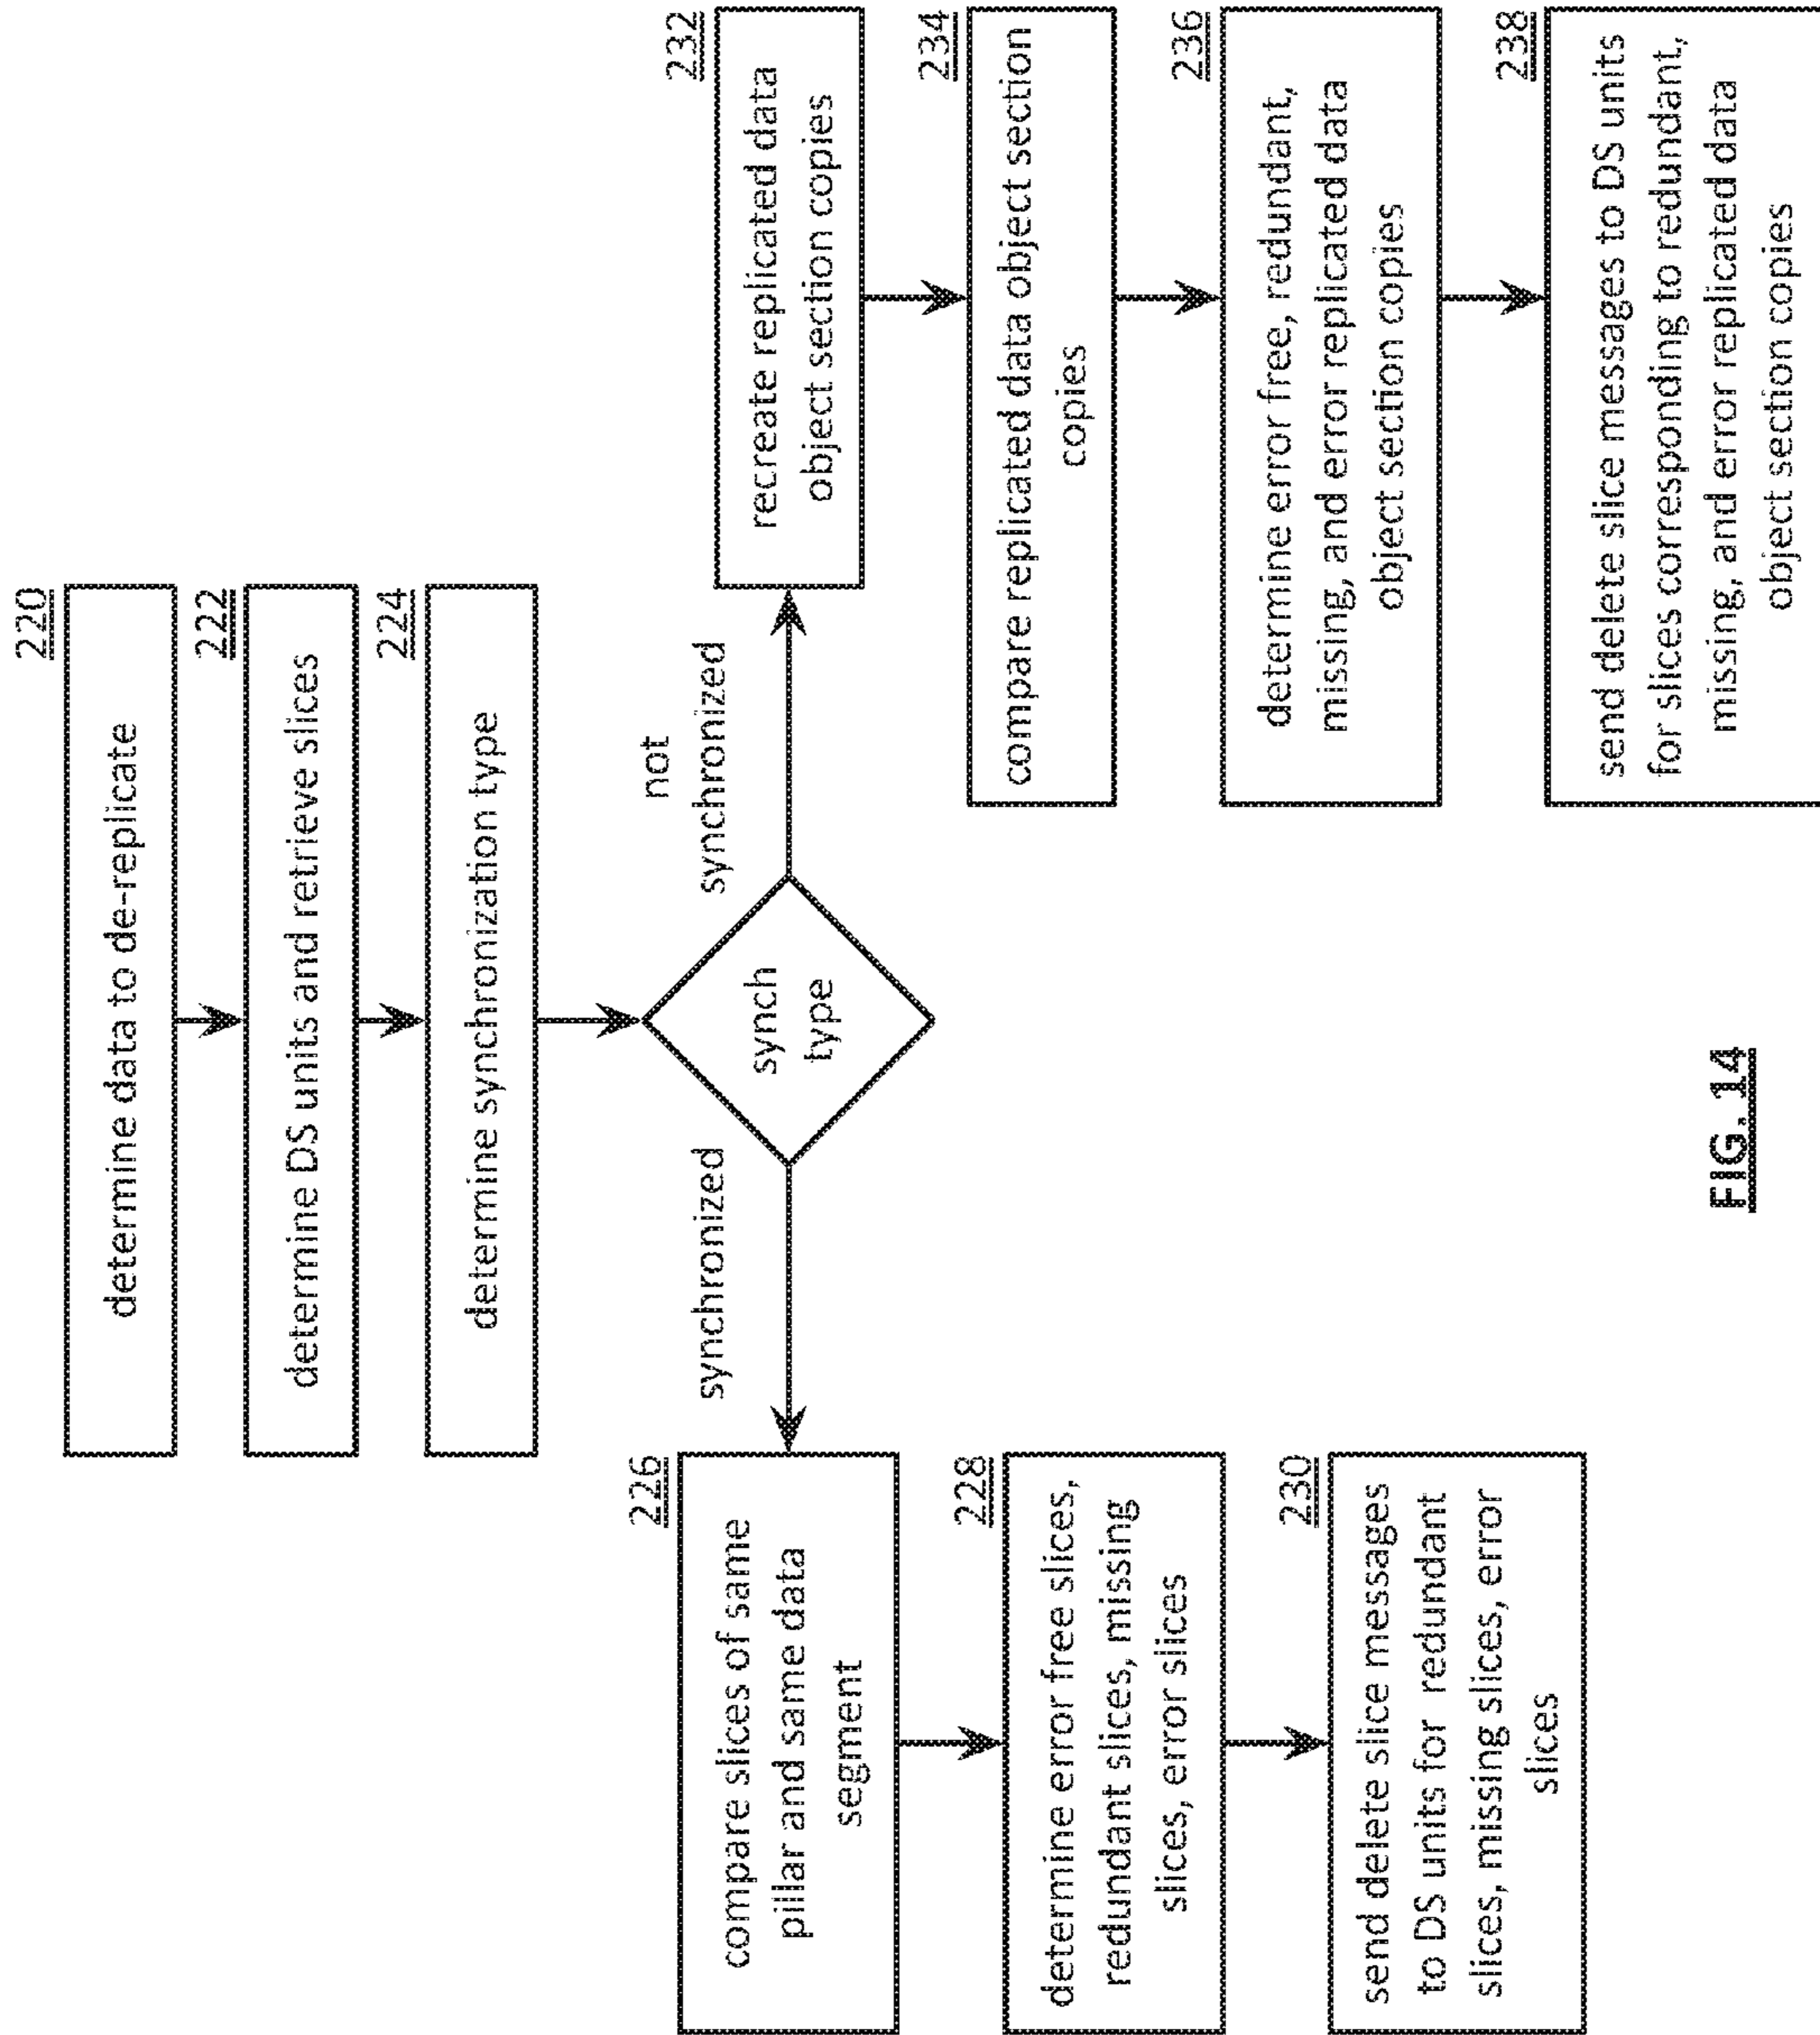 220
determine data to de-replicate
222
determine DS units and retrieve slices
224
determine synchronization type
synch
type
synchronized
not
synchronized
226
compare slices of same
pillar and same data
segment
228
determine error free slices,
redundant slices, missing
slices, error slices
230
send delete slice messages
to DS units for redundant
slices, missing slices, error
slices
232
recreate replicated data
object section copies
234
compare replicated data object section
copies
236
determine error free, redundant,
missing, and error replicated data
object section copies
238
send delete slice messages to DS units
for slices corresponding to redundant,
missing, and error replicated data
object section copies
FIG. 14